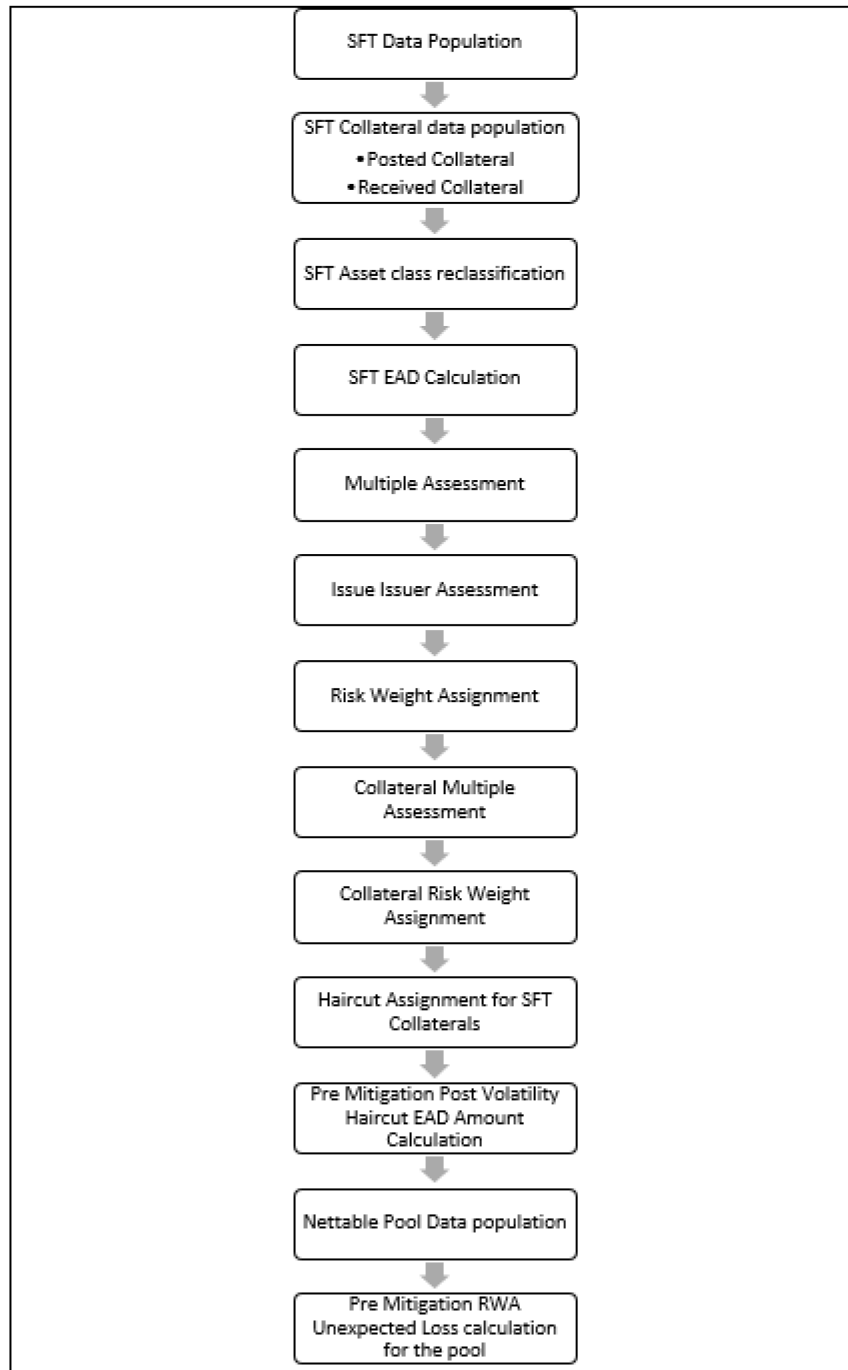 SFT Data Population
SFT Collateral data population
•Posted Collateral
•Received Collateral
SFT Asset class reclassification
SFT EAD Calculation
Multiple Assessment
Issue Issuer Assessment
Risk Weight Assignment
Collateral Multiple
Assessment
Collateral Risk Weight
Assignment
Haircut Assignment for SFT
Collaterals
Pre Mitigation Post Volatility
Haircut EAD Amount
Calculation
Nettable Pool Data population
Pre Mitigation RWA
Unexpected Loss calculation
for the pool